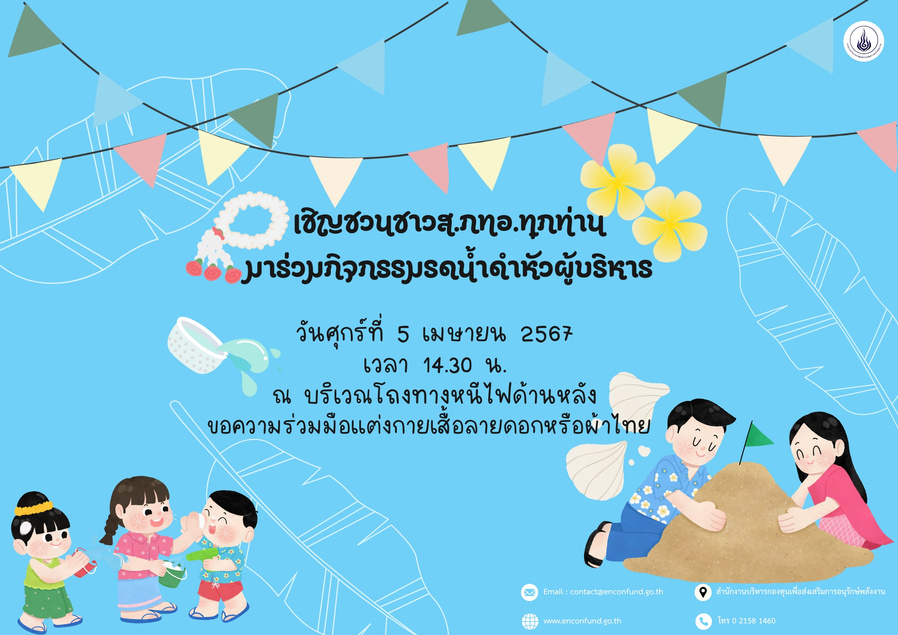 เชิญชวนชาวส.กทอ.ทุกท่าน
มาร่วมกิจกรรมรดน้ำดำหัวผู้บริหาร
วันศุกร์ที่ 5 เมษายน 2567
เวลา 14.30 น.
ณ บริเวณโถงทางหนีไฟด้านหลัง
ขอความร่วมมือแต่งกายเสื้อลายดอกหรือผ้าไทย
Email : contact@enconfund.go.th
สำนักงานบริหารกองทุนเพื่อส่งเสริมการอนุรักษ์พลังงาน
www.enconfund.go.th
โทร 0 2158 1460